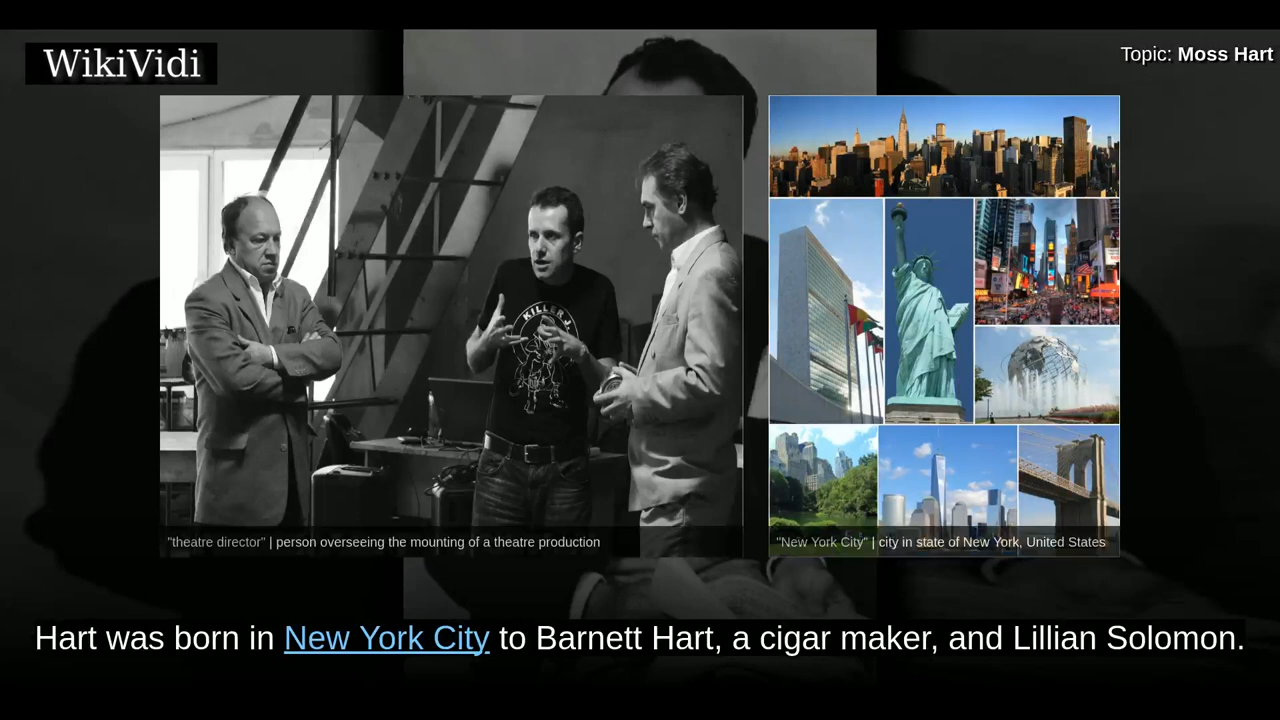 WikiVidi
Topic: Moss Hart
KILLER J.
"theatre director" | person overseeing the mounting of a theatre production
"New York City" | city in state of New York, United States
Hart was born in New York City to Barnett Hart, a cigar maker, and Lillian Solomon.